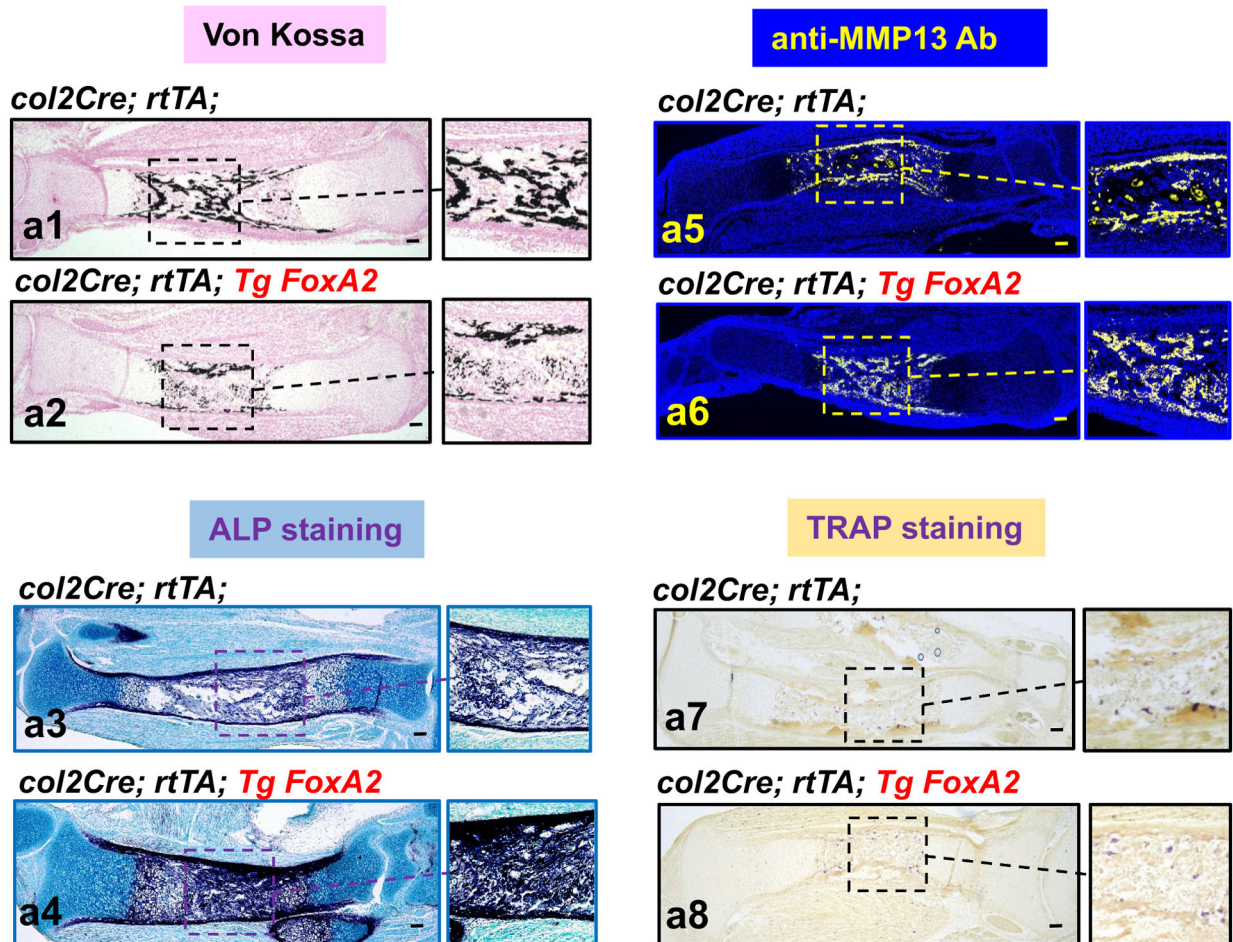 Von Kossa
col2Cre; rtTA;
a1
col2Cre; rtTA; Tg FoxA2
a2
anti-MMP13 Ab
col2Cre; rtTA;
a5
col2Cre; rtTA; Tg FoxA2
a6
ALP staining
col2Cre; rtTA;
a3
col2Cre; rtTA; Tg FoxA2
a4
TRAP staining
col2Cre; rtTA;
a7
col2Cre; rtTA; Tg FoxA2
a8